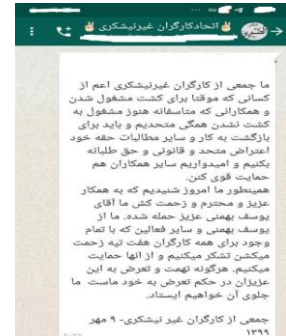 ✌️اتحادکارگران غیرنیشکری✌️
ما جمعی از کارگران غیرنیشکری اعم از
کسانی که موقتا برای کشت مشغول شدن
و همکارانی که متاسفانه هنوز مشغول به
کشت نشدن همگی متحدیم و باید برای
بازگشت به کار و سایر مطالبات حقه خود
اعتراض متحد و قانونی و حق طلبانه
بکنیم و امیدواریم سایر همکاران هم
حمایت قوی کنن.
همینطور ما امروز شنیدیم که به همکار
عزیز و محترم و زحمت کش ما آقای
یوسف بهمنی عزیز حمله شده. ما از
یوسف بهمنی و سایر فعالین که با تمام
وجود برای همه کارگران هفت تپه زحمت
میکشن تشکر میکنیم و از انها حمایت
میکنیم. هرگونه تهمت و تعرض به این
عزیزان در حکم تعرض به خود ماست ما
جلوی آن خواهیم ایستاد.
جمعی از کارگران غیر نیشکری- ۹ مهر
۱۳۹۹